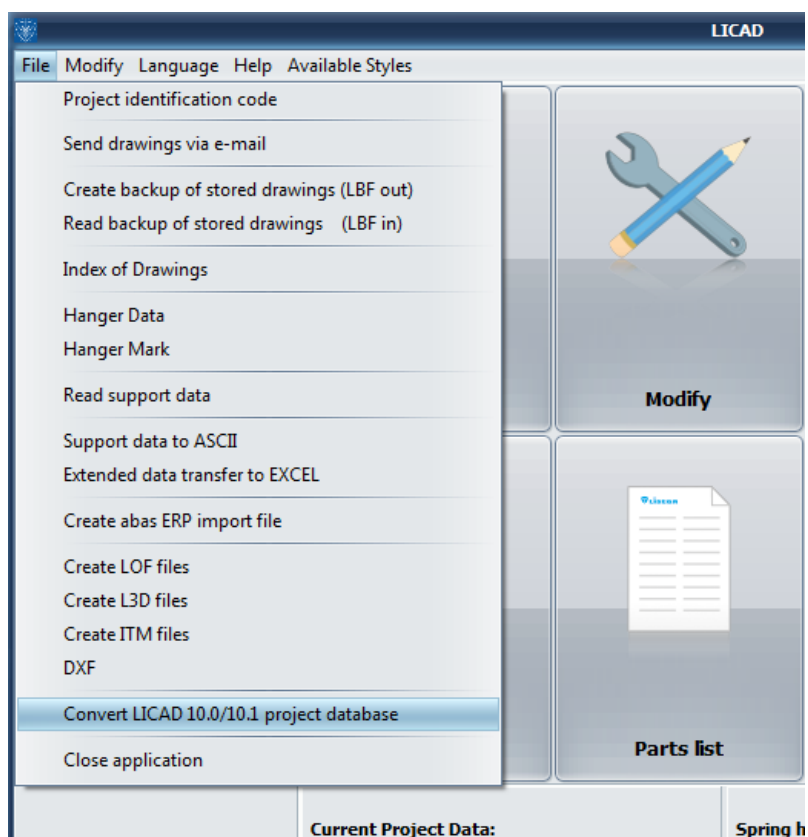 LICAD
File Modify Language Help Available Styles
Project identification code
Send drawings via e-mail
Create backup of stored drawings (LBF out)
Read backup of stored drawings (LBF in)
Index of Drawings
Hanger Data
Hanger Mark
Read support data
Support data to ASCII
Extended data transfer to EXCEL
Create abas ERP import file
Create LOF files
Create L3D files
Create ITM files
DXF
Convert LICAD 10.0/10.1 project database
Close application
Modify
LISEGA
Parts list
Current Project Data:
Spring h